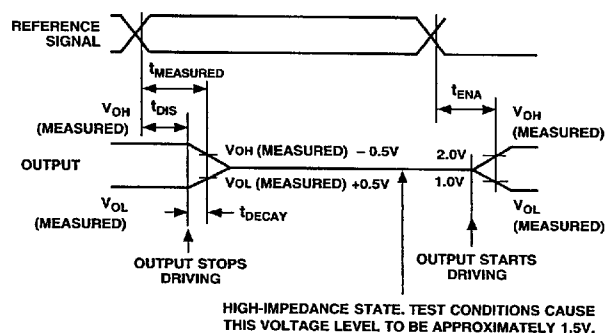 REFERENCE
SIGNAL
tMEASURED
tDIS
tENA
VOH
(MEASURED)
VOH
(MEASURED)
OUTPUT
VOH (MEASURED) – 0.5V
VOL (MEASURED) +0.5V
2.0V
1.0V
VOL
(MEASURED)
VOL
(MEASURED)
tDECAY
OUTPUT STOPS
DRIVING
OUTPUT STARTS
DRIVING
HIGH-IMPEDANCE STATE. TEST CONDITIONS CAUSE
THIS VOLTAGE LEVEL TO BE APPROXIMATELY 1.5V.